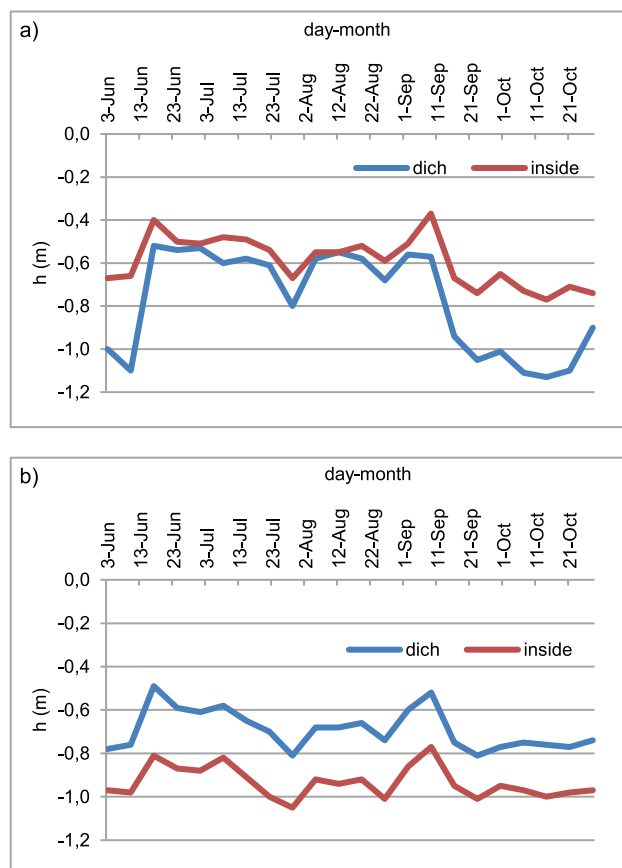 a)
day-month
3-Jun
13-Jun
23-Jun
3-Jul
13-Jul
23-Jul
2-Aug
12-Aug
22-Aug
1-Sep
11-Sep
21-Sep
1-Oct
11-Oct
21-Oct
0,0
-0,2
-0,4
-0,6
-0,8
-1,0
-1,2
h (m)
dich
inside
b)
day-month
3-Jun
13-Jun
23-Jun
3-Jul
13-Jul
23-Jul
2-Aug
12-Aug
22-Aug
1-Sep
11-Sep
21-Sep
1-Oct
11-Oct
21-Oct
0,0
-0,2
-0,4
-0,6
-0,8
-1,0
-1,2
h (m)
dich
inside